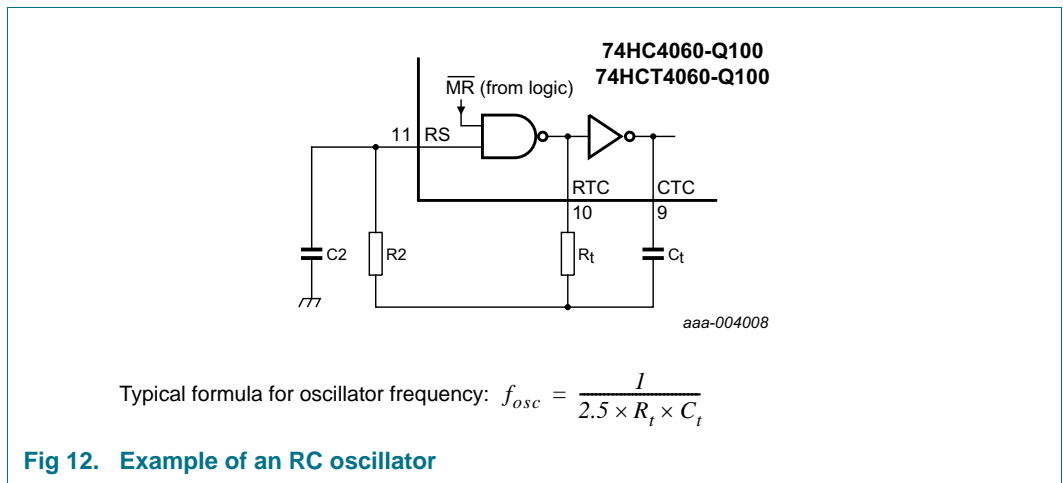 74HC4060-Q100
74HCT4060-Q100
MR (from logic)
11 RS
RTC CTC
10 9
C2 R2 Rt Ct
aaa-004008
Typical formula for oscillator frequency: fosc = 1 / 2.5 × Rt × Ct
Fig 12. Example of an RC oscillator